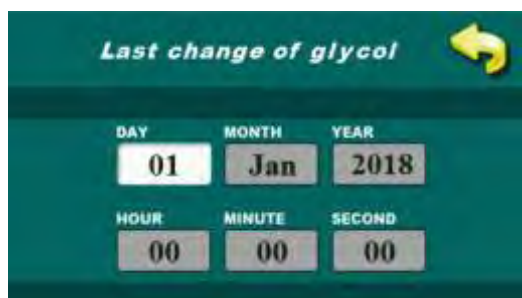 Last change of glycol
DAY MONTH YEAR
01 Jan 2018
HOUR MINUTE SECOND
00 00 00